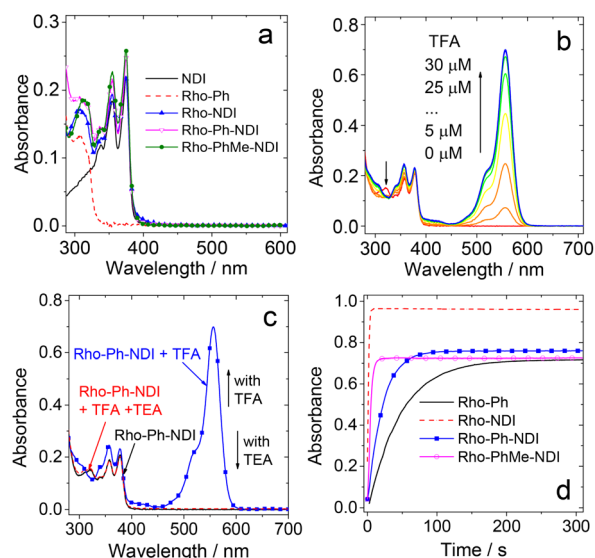 a
NDI
Rho-Ph
Rho-NDI
Rho-Ph-NDI
Rho-PhMe-NDI
Absorbance
0.3
0.2
0.1
0.0
300 400 500 600
Wavelength / nm
b
TFA
30 μM
25 μM
...
5 μM
0 μM
Absorbance
0.8
0.6
0.4
0.2
0.0
300 400 500 600 700
Wavelength / nm
c
Rho-Ph-NDI + TFA
with
TFA
Rho-Ph-NDI
+ TFA +TEA
Rho-Ph-NDI
with
TEA
Absorbance
0.8
0.6
0.4
0.2
0.0
300 400 500 600 700
Wavelength / nm
Rho-Ph
Rho-NDI
Rho-Ph-NDI
Rho-PhMe-NDI
d
Absorbance
1.0
0.8
0.6
0.4
0.2
0.0
0 100 200 300
Time / s